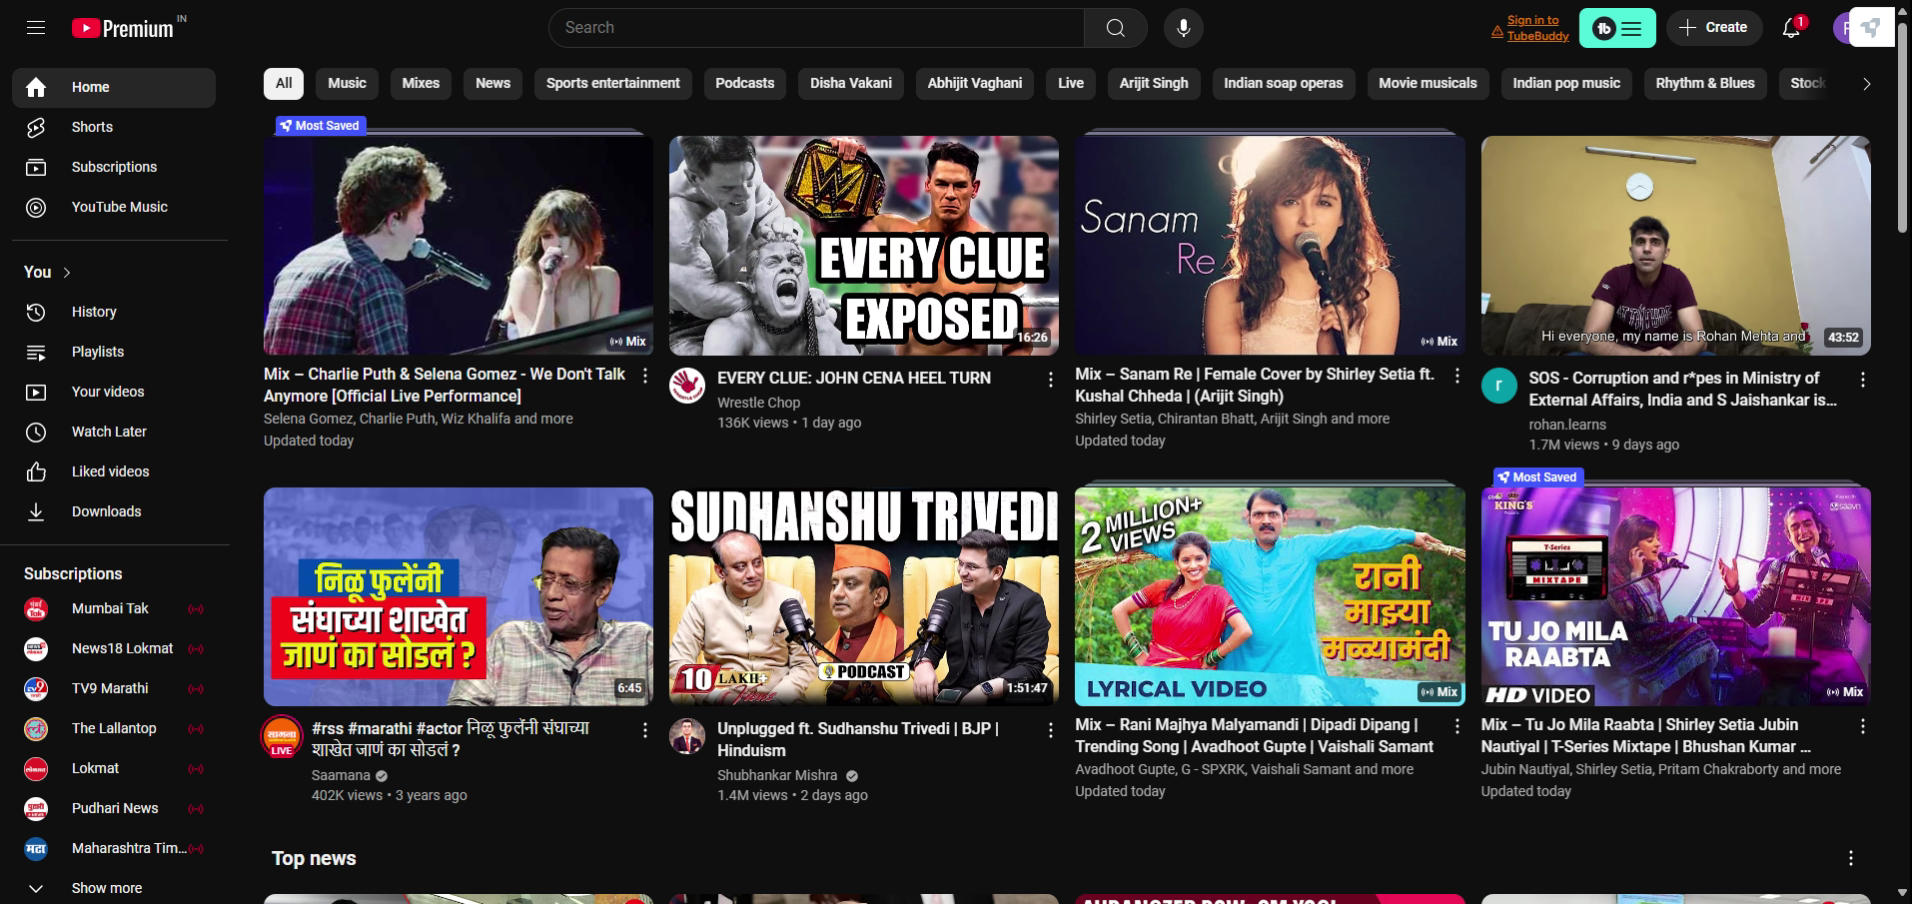 Premium IN
Search
Sign in to
TubeBuddy
Create
1
Home
Shorts
Subscriptions
YouTube Music
You
History
Playlists
Your videos
Watch Later
Liked videos
Downloads
Subscriptions
Mumbai Tak
News18 Lokmat
TV9 Marathi
The Lallantop
Lokmat
Pudhari News
Maharashtra Tim...
Show more
All
Music
Mixes
News
Sports entertainment
Podcasts
Disha Vakani
Abhijit Vaghani
Live
Arijit Singh
Indian soap operas
Movie musicals
Indian pop music
Rhythm & Blues
Stock
Most Saved
Mix
Mix – Charlie Puth & Selena Gomez - We Don't Talk
Anymore [Official Live Performance]
Selena Gomez, Charlie Puth, Wiz Khalifa and more
Updated today
EVERY CLUE
EXPOSED
16:26
EVERY CLUE: JOHN CENA HEEL TURN
Wrestle Chop
136K views • 1 day ago
Sanam
Re
Mix
Mix – Sanam Re | Female Cover by Shirley Setia ft.
Kushal Chheda | (Arijit Singh)
Shirley Setia, Chirantan Bhatt, Arijit Singh and more
Updated today
Hi everyone, my name is Rohan Mehta and
43:52
r
SOS - Corruption and r*pes in Ministry of
External Affairs, India and S Jaishankar is...
rohan.learns
1.7M views • 9 days ago
निळू फुलेंनी
संघाच्या शाखेत
जाणं का सोडलं ?
6:45
सामना
LIVE
#rss #marathi #actor निळू फुलेंनी संघाच्या
शाखेत जाणं का सोडलं ?
Saamana
402K views • 3 years ago
SUDHANSHU TRIVEDI
10 LAKH+
PODCAST
1:51:47
Unplugged ft. Sudhanshu Trivedi | BJP |
Hinduism
Shubhankar Mishra
1.4M views • 2 days ago
2 MILLION+
VIEWS
रानी
माझ्या
मळ्यामंदी
LYRICAL VIDEO
Mix
Mix – Rani Majhya Malyamandi | Dipadi Dipang |
Trending Song | Avadhoot Gupte | Vaishali Samant
Avadhoot Gupte, G - SPXRK, Vaishali Samant and more
Updated today
Most Saved
KING'S
saavn
T-Series
MIXTAPE
TU JO MILA
RAABTA
HD VIDEO
Mix
Mix – Tu Jo Mila Raabta | Shirley Setia Jubin
Nautiyal | T-Series Mixtape | Bhushan Kumar ...
Jubin Nautiyal, Shirley Setia, Pritam Chakraborty and more
Updated today
Top news